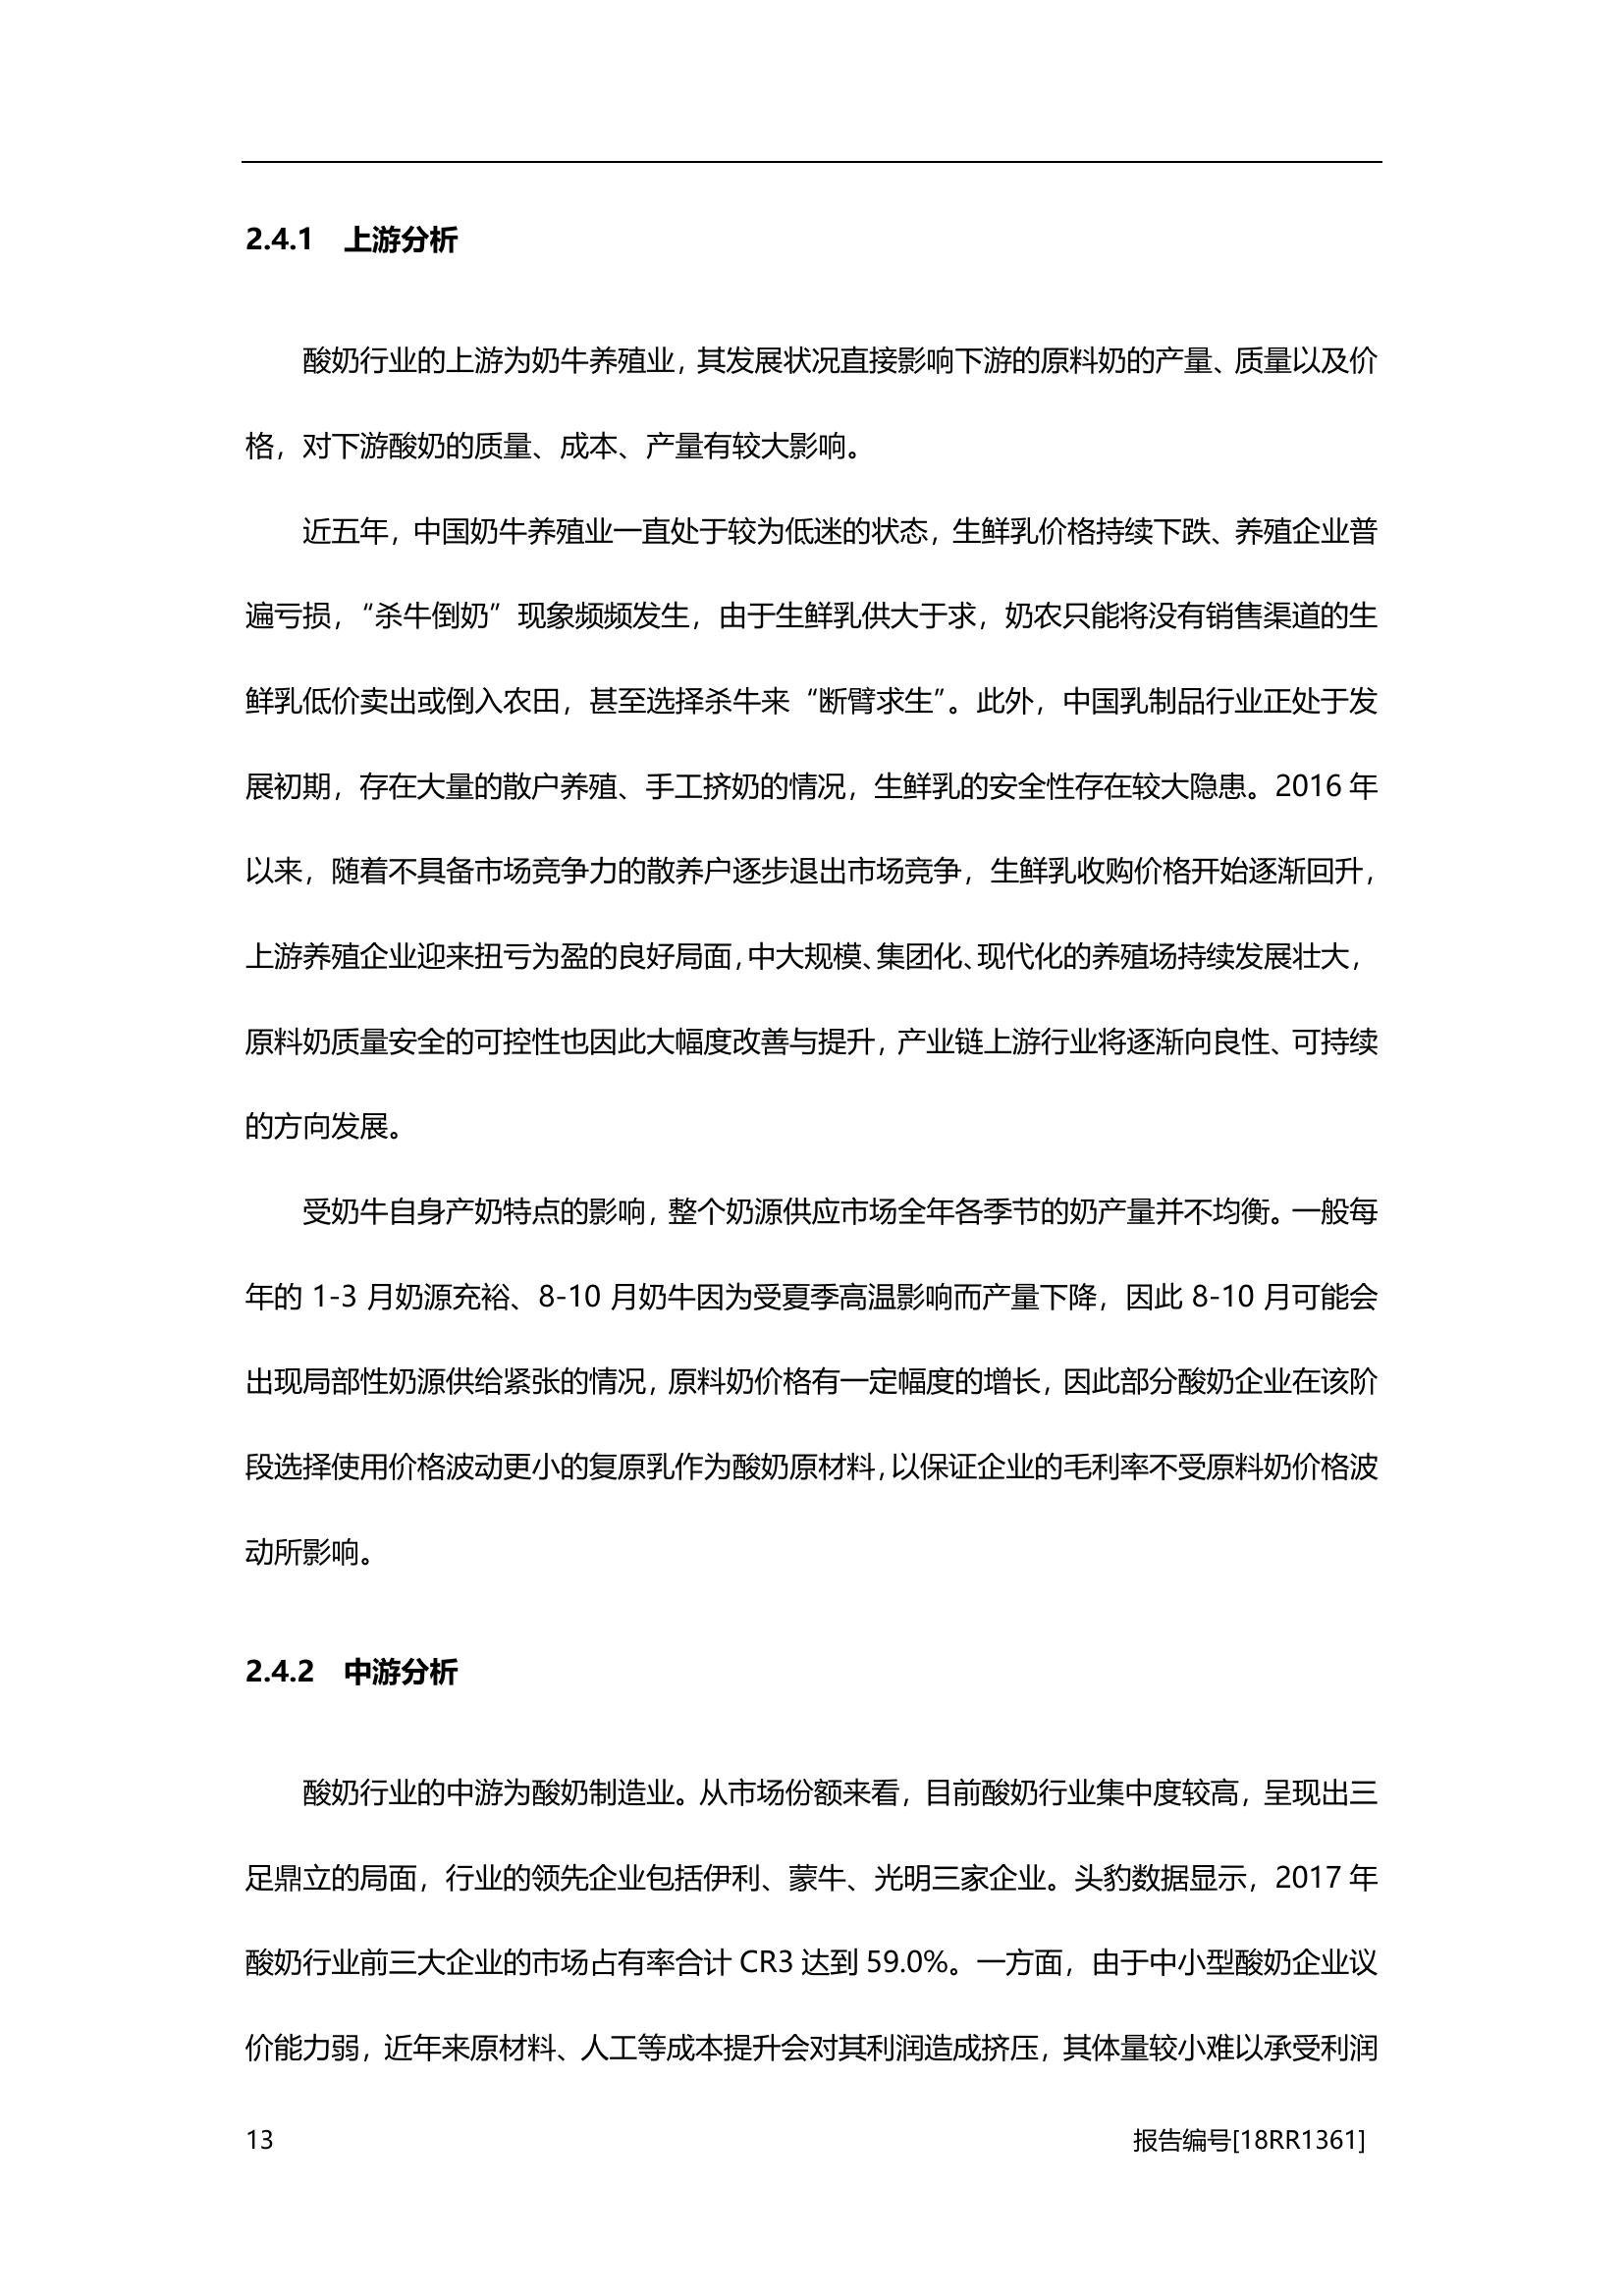 2.4.1 上游分析
酸奶行业的上游为奶牛养殖业，其发展状况直接影响下游的原料奶的产量、质量以及价
格，对下游酸奶的质量、成本、产量有较大影响。
近五年，中国奶牛养殖业一直处于较为低迷的状态，生鲜乳价格持续下跌、养殖企业普
遍亏损，“杀牛倒奶”现象频频发生，由于生鲜乳供大于求，奶农只能将没有销售渠道的生
鲜乳低价卖出或倒入农田，甚至选择杀牛来“断臂求生”。此外，中国乳制品行业正处于发
展初期，存在大量的散户养殖、手工挤奶的情况，生鲜乳的安全性存在较大隐患。2016 年
以来，随着不具备市场竞争力的散养户逐步退出市场竞争，生鲜乳收购价格开始逐渐回升，
上游养殖企业迎来扭亏为盈的良好局面，中大规模、集团化、现代化的养殖场持续发展壮大，
原料奶质量安全的可控性也因此大幅度改善与提升，产业链上游行业将逐渐向良性、可持续
的方向发展。
受奶牛自身产奶特点的影响，整个奶源供应市场全年各季节的奶产量并不均衡。一般每
年的 1-3 月奶源充裕、8-10 月奶牛因为受夏季高温影响而产量下降，因此 8-10 月可能会
出现局部性奶源供给紧张的情况，原料奶价格有一定幅度的增长，因此部分酸奶企业在该阶
段选择使用价格波动更小的复原乳作为酸奶原材料，以保证企业的毛利率不受原料奶价格波
动所影响。
2.4.2 中游分析
酸奶行业的中游为酸奶制造业。从市场份额来看，目前酸奶行业集中度较高，呈现出三
足鼎立的局面，行业的领先企业包括伊利、蒙牛、光明三家企业。头豹数据显示，2017 年
酸奶行业前三大企业的市场占有率合计 CR3 达到 59.0%。一方面，由于中小型酸奶企业议
价能力弱，近年来原材料、人工等成本提升会对其利润造成挤压，其体量较小难以承受利润
13 报告编号[18RR1361]